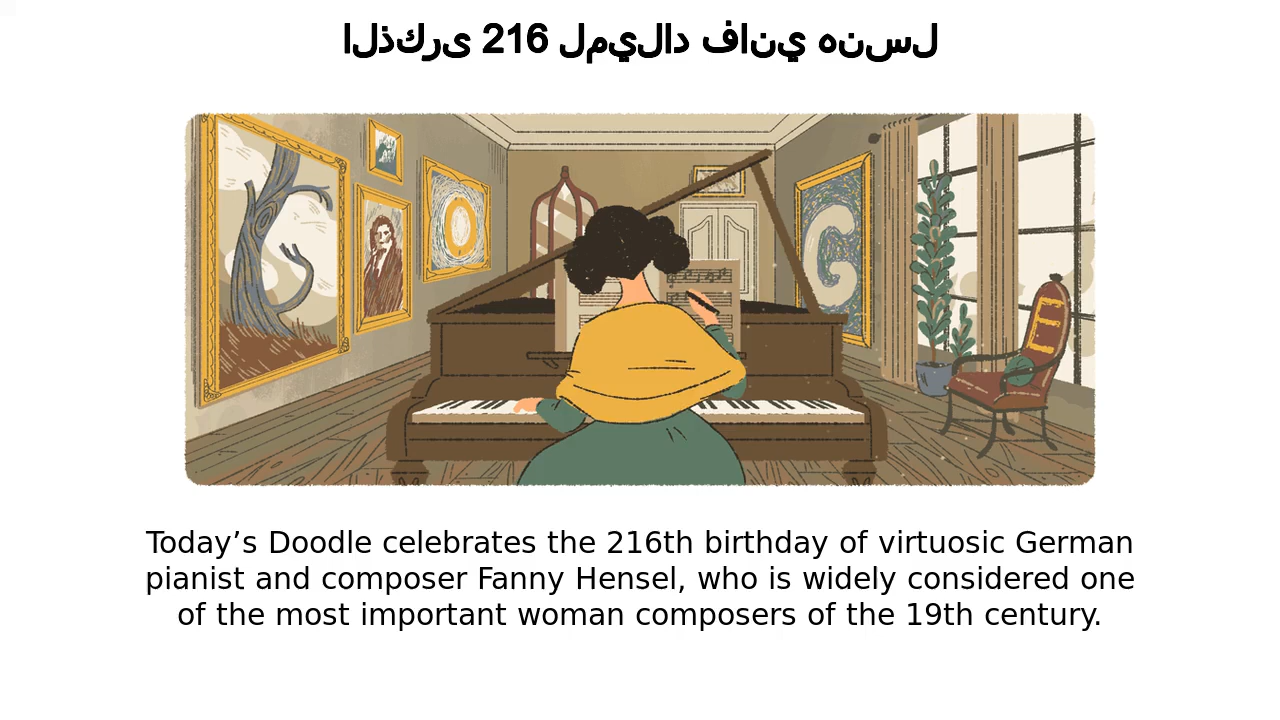 الذكرى 216 لميلاد فاني هنسل
G
E
Today’s Doodle celebrates the 216th birthday of virtuosic German
pianist and composer Fanny Hensel, who is widely considered one
of the most important woman composers of the 19th century.